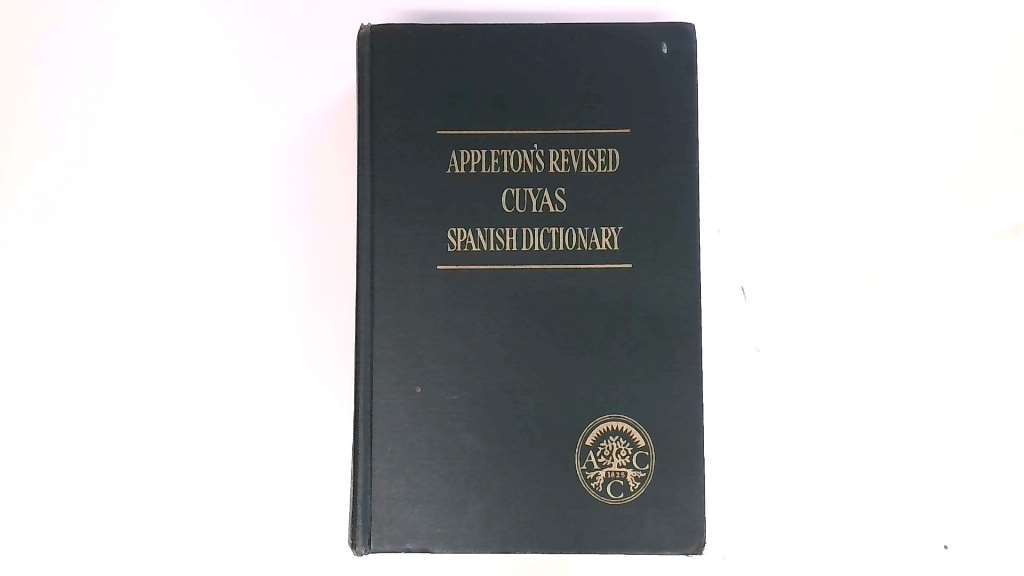 APPLETON'S REVISED
CUYAS
SPANISH DICTIONARY
A C
1825
C